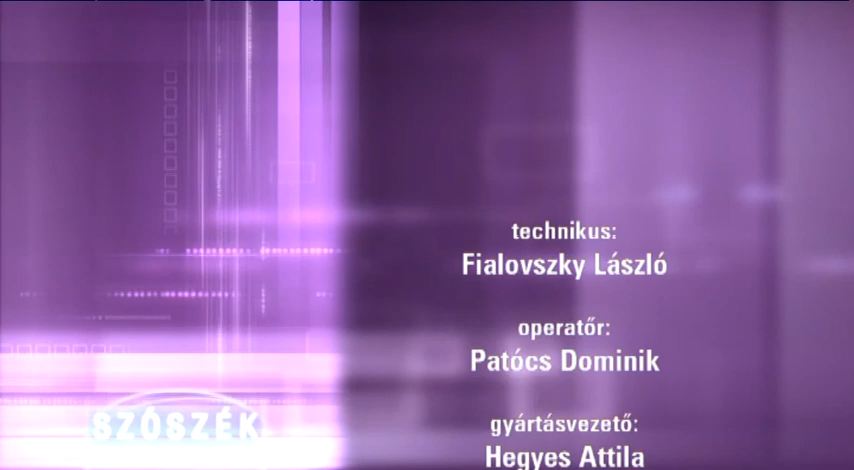 technikus:
Fialovszky László
operatőr:
Patócs Dominik
gyártásvezető:
Hegyes Attila
SZÓSZÉK